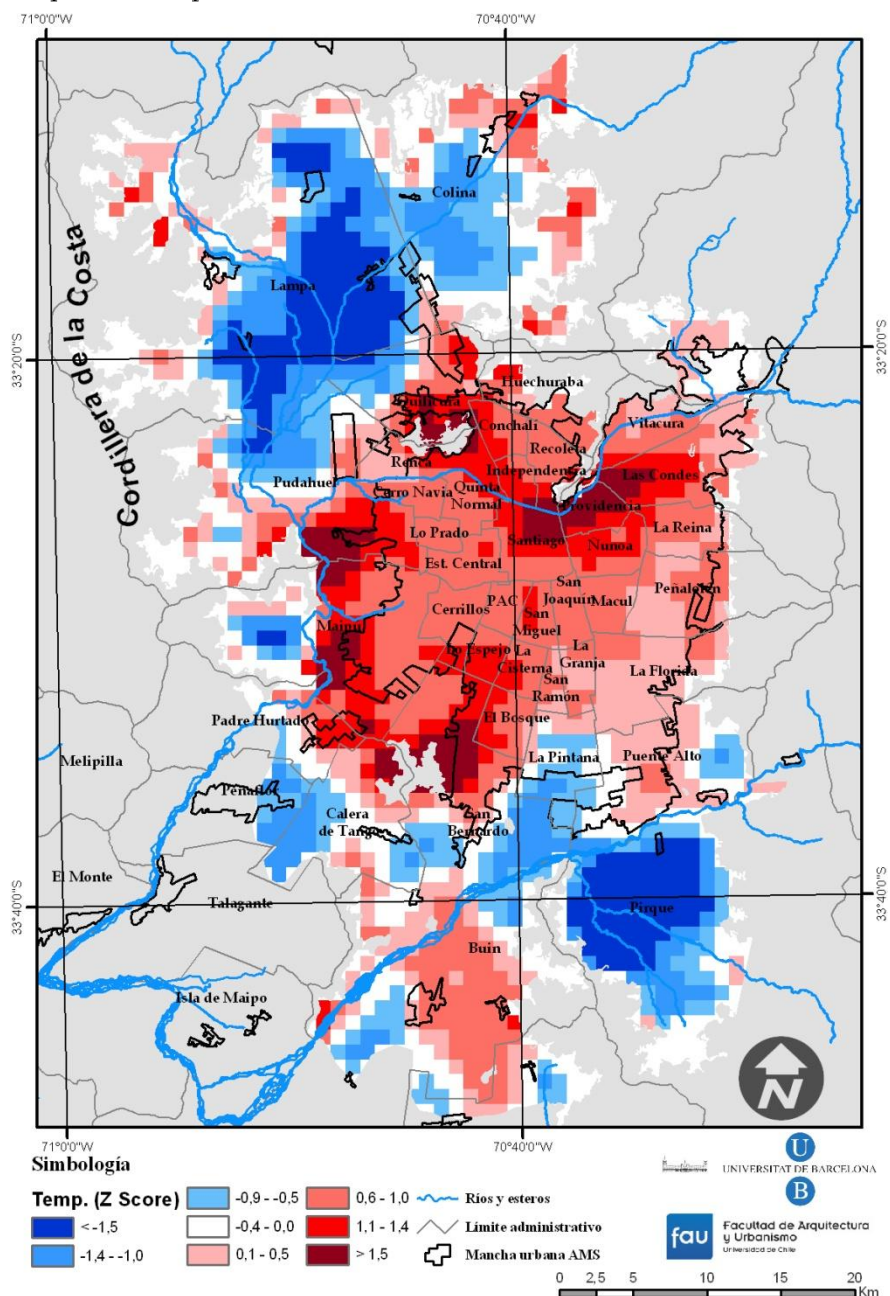 71°0'0"W
70°40'0"W
Colina
Cordillera de la Costa
Lampa
33°20'0"S
33°20'0"S
Huechuraba
Quilicura
Conchalí
Vitacura
Recoleta
Renca
Independencia
Las Condes
Pudahuel
Cerro Navia
Quinta
Normal
Providencia
Lo Prado
Santiago
Ñuñoa
La Reina
Est. Central
San
Joaquín
Macul
Peñalolén
Cerrillos
PAC
San
Miguel
Maipú
Lo Espejo
La
Cisterna
La
Granja
San
Ramón
La Florida
Padre Hurtado
El Bosque
Melipilla
La Pintana
Puente Alto
Peñaflor
Calera
de Tango
San
Bernardo
El Monte
33°40'0"S
33°40'0"S
Talagante
Pirque
Buin
Isla de Maipo
N
71°0'0"W
70°40'0"W
Simbología
Temp. (Z Score)
< -1,5
-1,4 - -1,0
-0,9 - -0,5
-0,4 - 0,0
0,1 - 0,5
0,6 - 1,0
1,1 - 1,4
> 1,5
Ríos y esteros
Límite administrativo
Mancha urbana AMS
UNIVERSITAT DE BARCELONA
U
B
fau
Facultad de Arquitectura
y Urbanismo
Universidad de Chile
0 2,5 5 10 15 20
Km